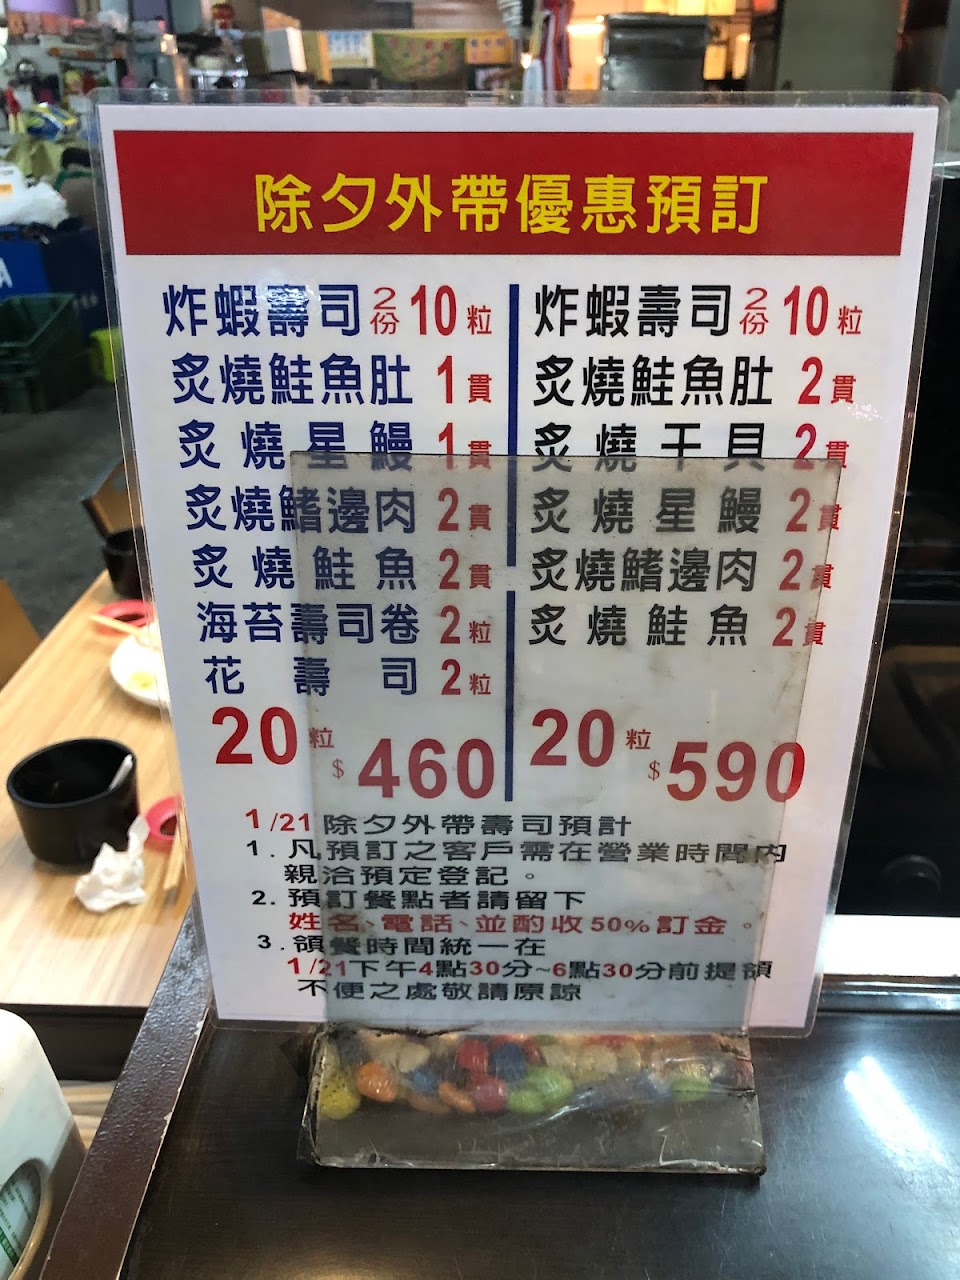 除夕外帶優惠預訂
炸蝦壽司2份10粒
炙燒鮭魚肚1貫
炙燒星鰻1貫
炙燒鰭邊肉2貫
炙燒鮭魚2貫
海苔壽司卷2粒
花壽司2粒
20粒
$460
炸蝦壽司2份10粒
炙燒鮭魚肚2貫
炙燒干貝2貫
炙燒星鰻2貫
炙燒鰭邊肉2貫
炙燒鮭魚2貫
20粒
$590
1/21除夕外帶壽司預計
1.凡預訂之客戶需在營業時間內
親洽預定登記。
2.預訂餐點者請留下
姓名、電話、並酌收50%訂金。
3.領餐時間統一在
1/21下午4點30分~6點30分前提領
不便之處敬請原諒